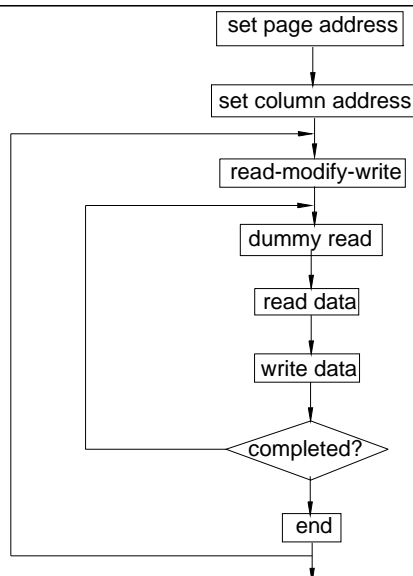 set page address
set column address
read-modify-write
dummy read
read data
write data
completed?
end